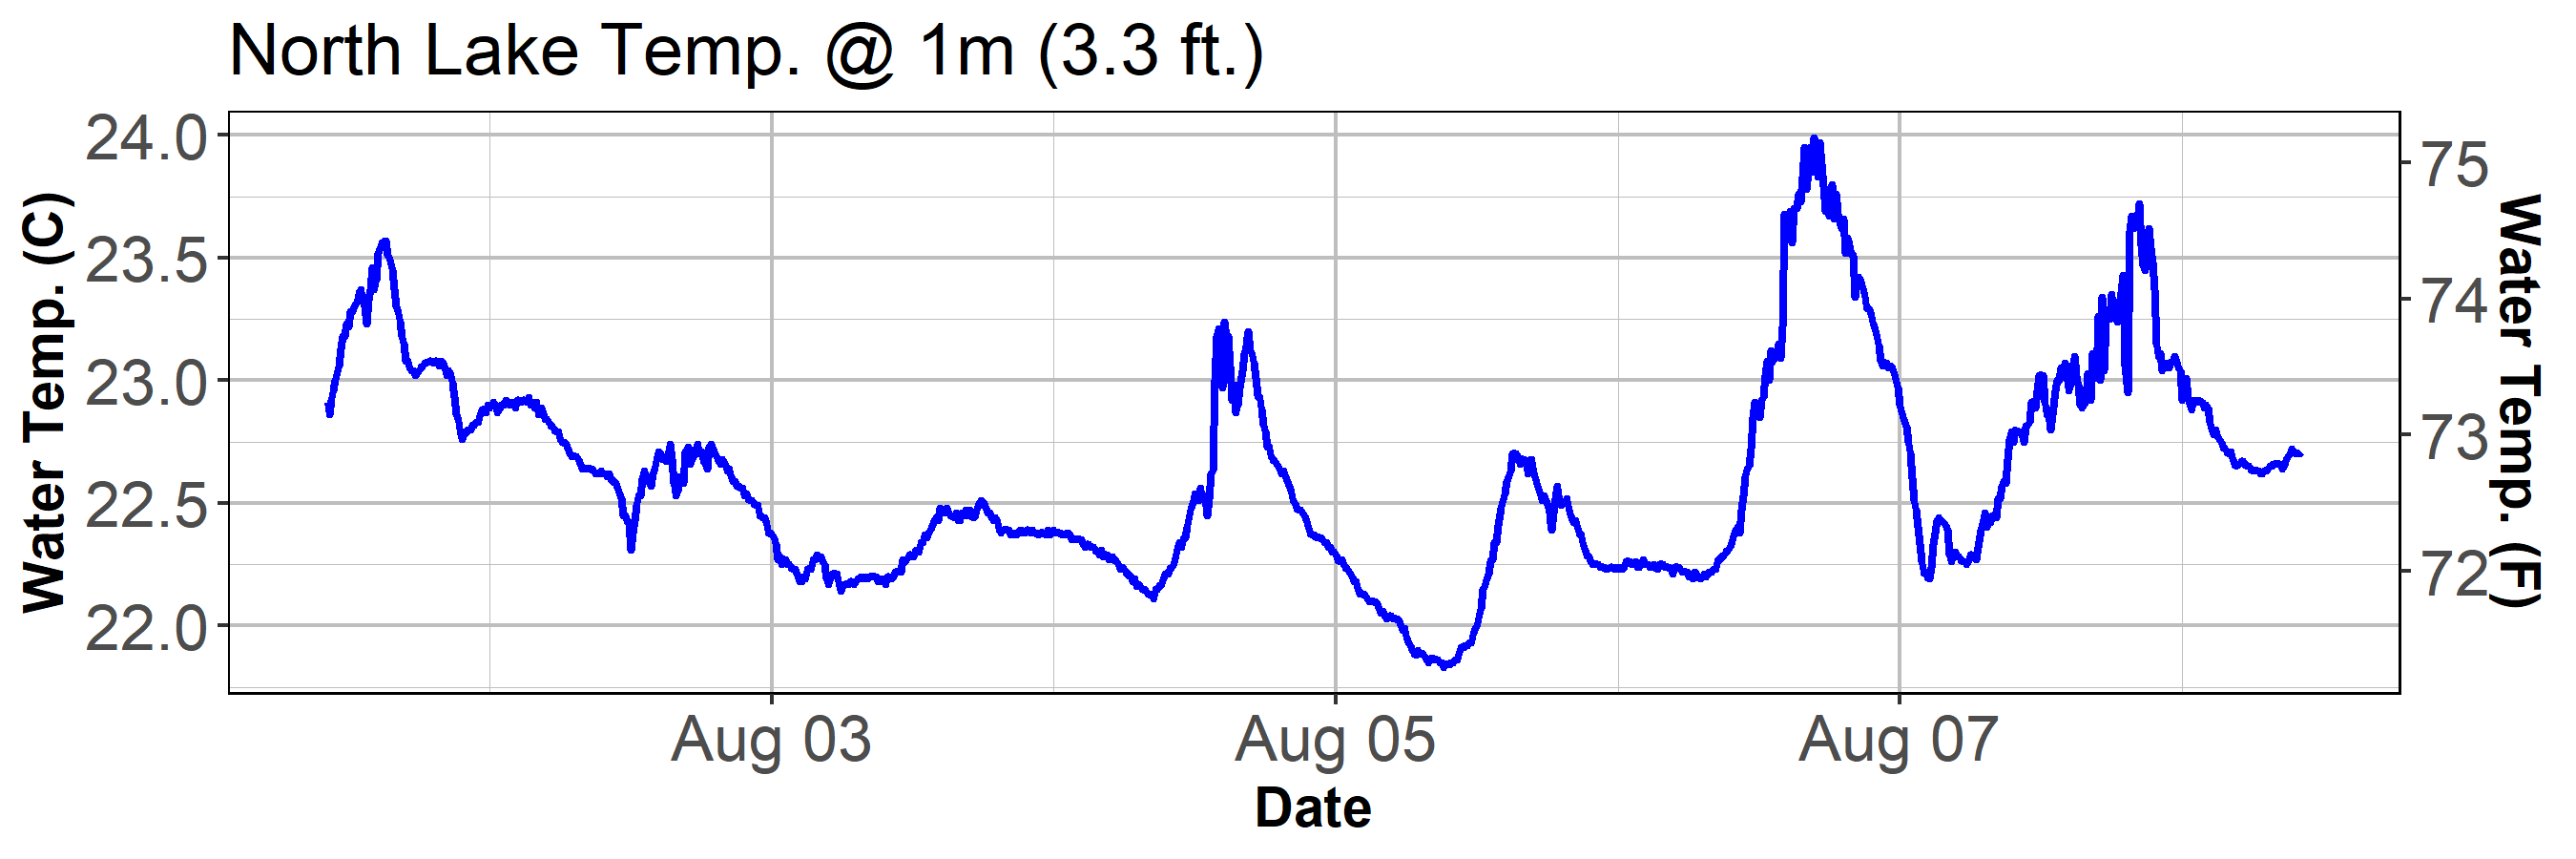 North Lake Temp. @ 1m (3.3 ft.)
Water Temp. (C)
24.0
23.5
23.0
22.5
22.0
75
74
73
72
Water Temp. (F)
Aug 03 Aug 05 Aug 07
Date